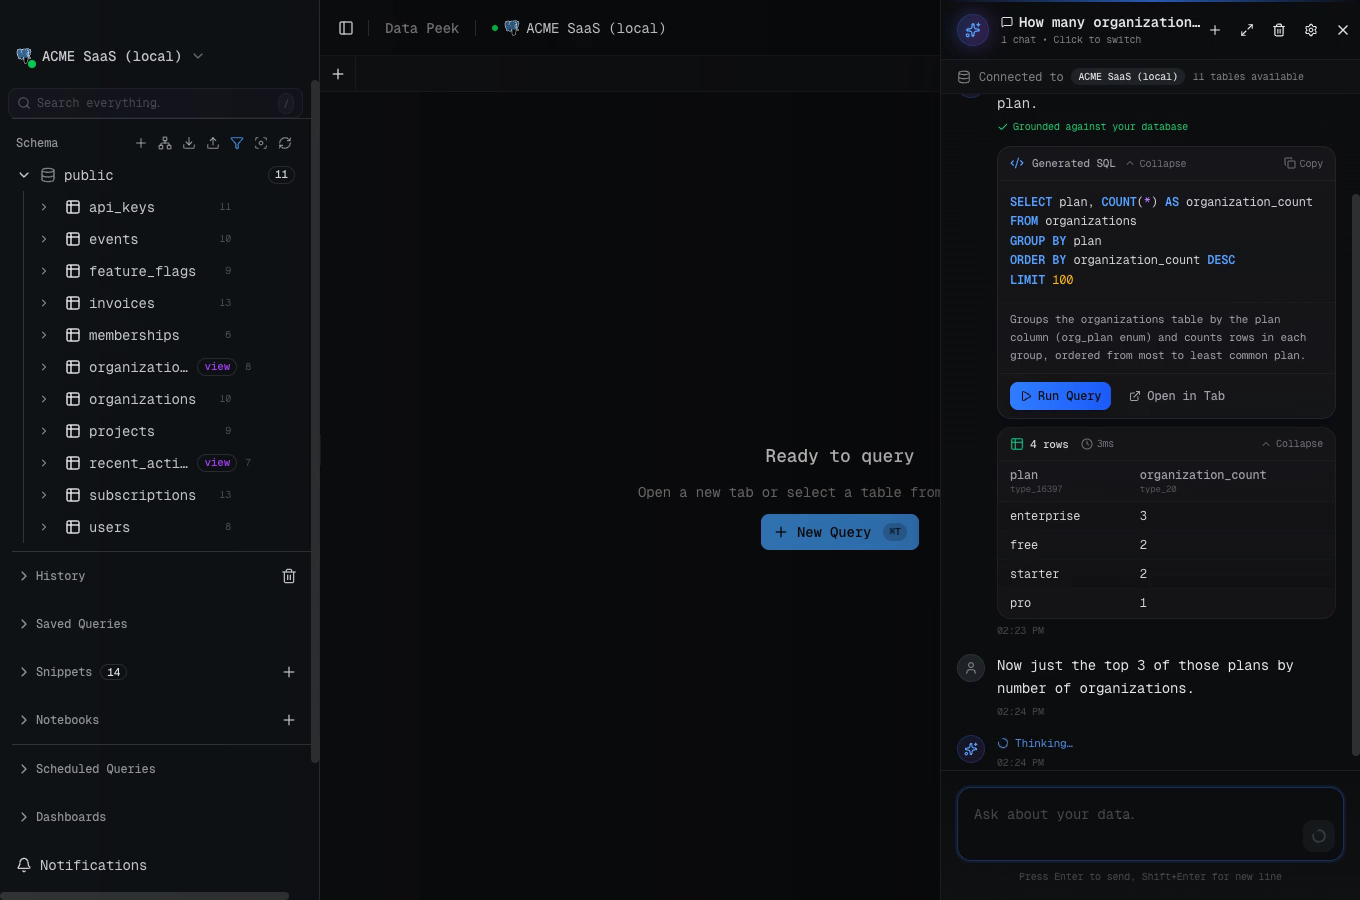 ACME SaaS (local)
Search everything.
/
Schema
public
11
api_keys
11
events
10
feature_flags
9
invoices
13
memberships
6
organizatio…
view
8
organizations
10
projects
9
recent_acti…
view
7
subscriptions
13
users
8
History
Saved Queries
Snippets
14
Notebooks
Scheduled Queries
Dashboards
Notifications
Data Peek
ACME SaaS (local)
Ready to query
Open a new tab or select a table from
New Query
⌘T
How many organization…
1 chat • Click to switch
Connected to
ACME SaaS (local)
11 tables available
plan.
Grounded against your database
Generated SQL
Collapse
Copy
SELECT plan, COUNT(*) AS organization_count
FROM organizations
GROUP BY plan
ORDER BY organization_count DESC
LIMIT 100
Groups the organizations table by the plan
column (org_plan enum) and counts rows in each
group, ordered from most to least common plan.
Run Query
Open in Tab
4 rows
3ms
Collapse
plan
organization_count
type_16397
type_20
enterprise
3
free
2
starter
2
pro
1
02:23 PM
Now just the top 3 of those plans by
number of organizations.
02:24 PM
Thinking…
02:24 PM
Ask about your data.
Press Enter to send, Shift+Enter for new line